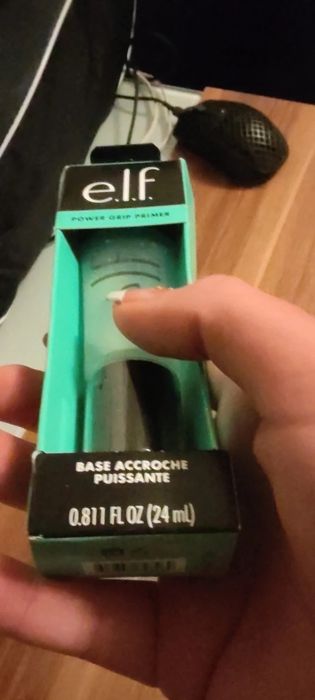 e.l.f.
POWER GRIP PRIMER
BASE ACCROCHE
PUISSANTE
0.811 FL OZ (24 mL)